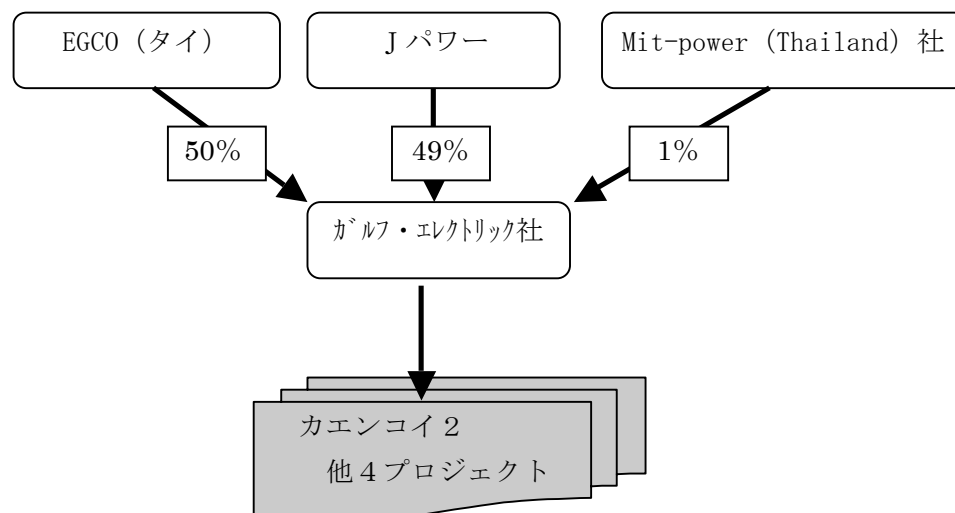 EGCO (タイ)
Jパワー
Mit-power (Thailand) 社
50%
49%
1%
ガルフ・エレクトリック社
カエンコイ2
他4プロジェクト